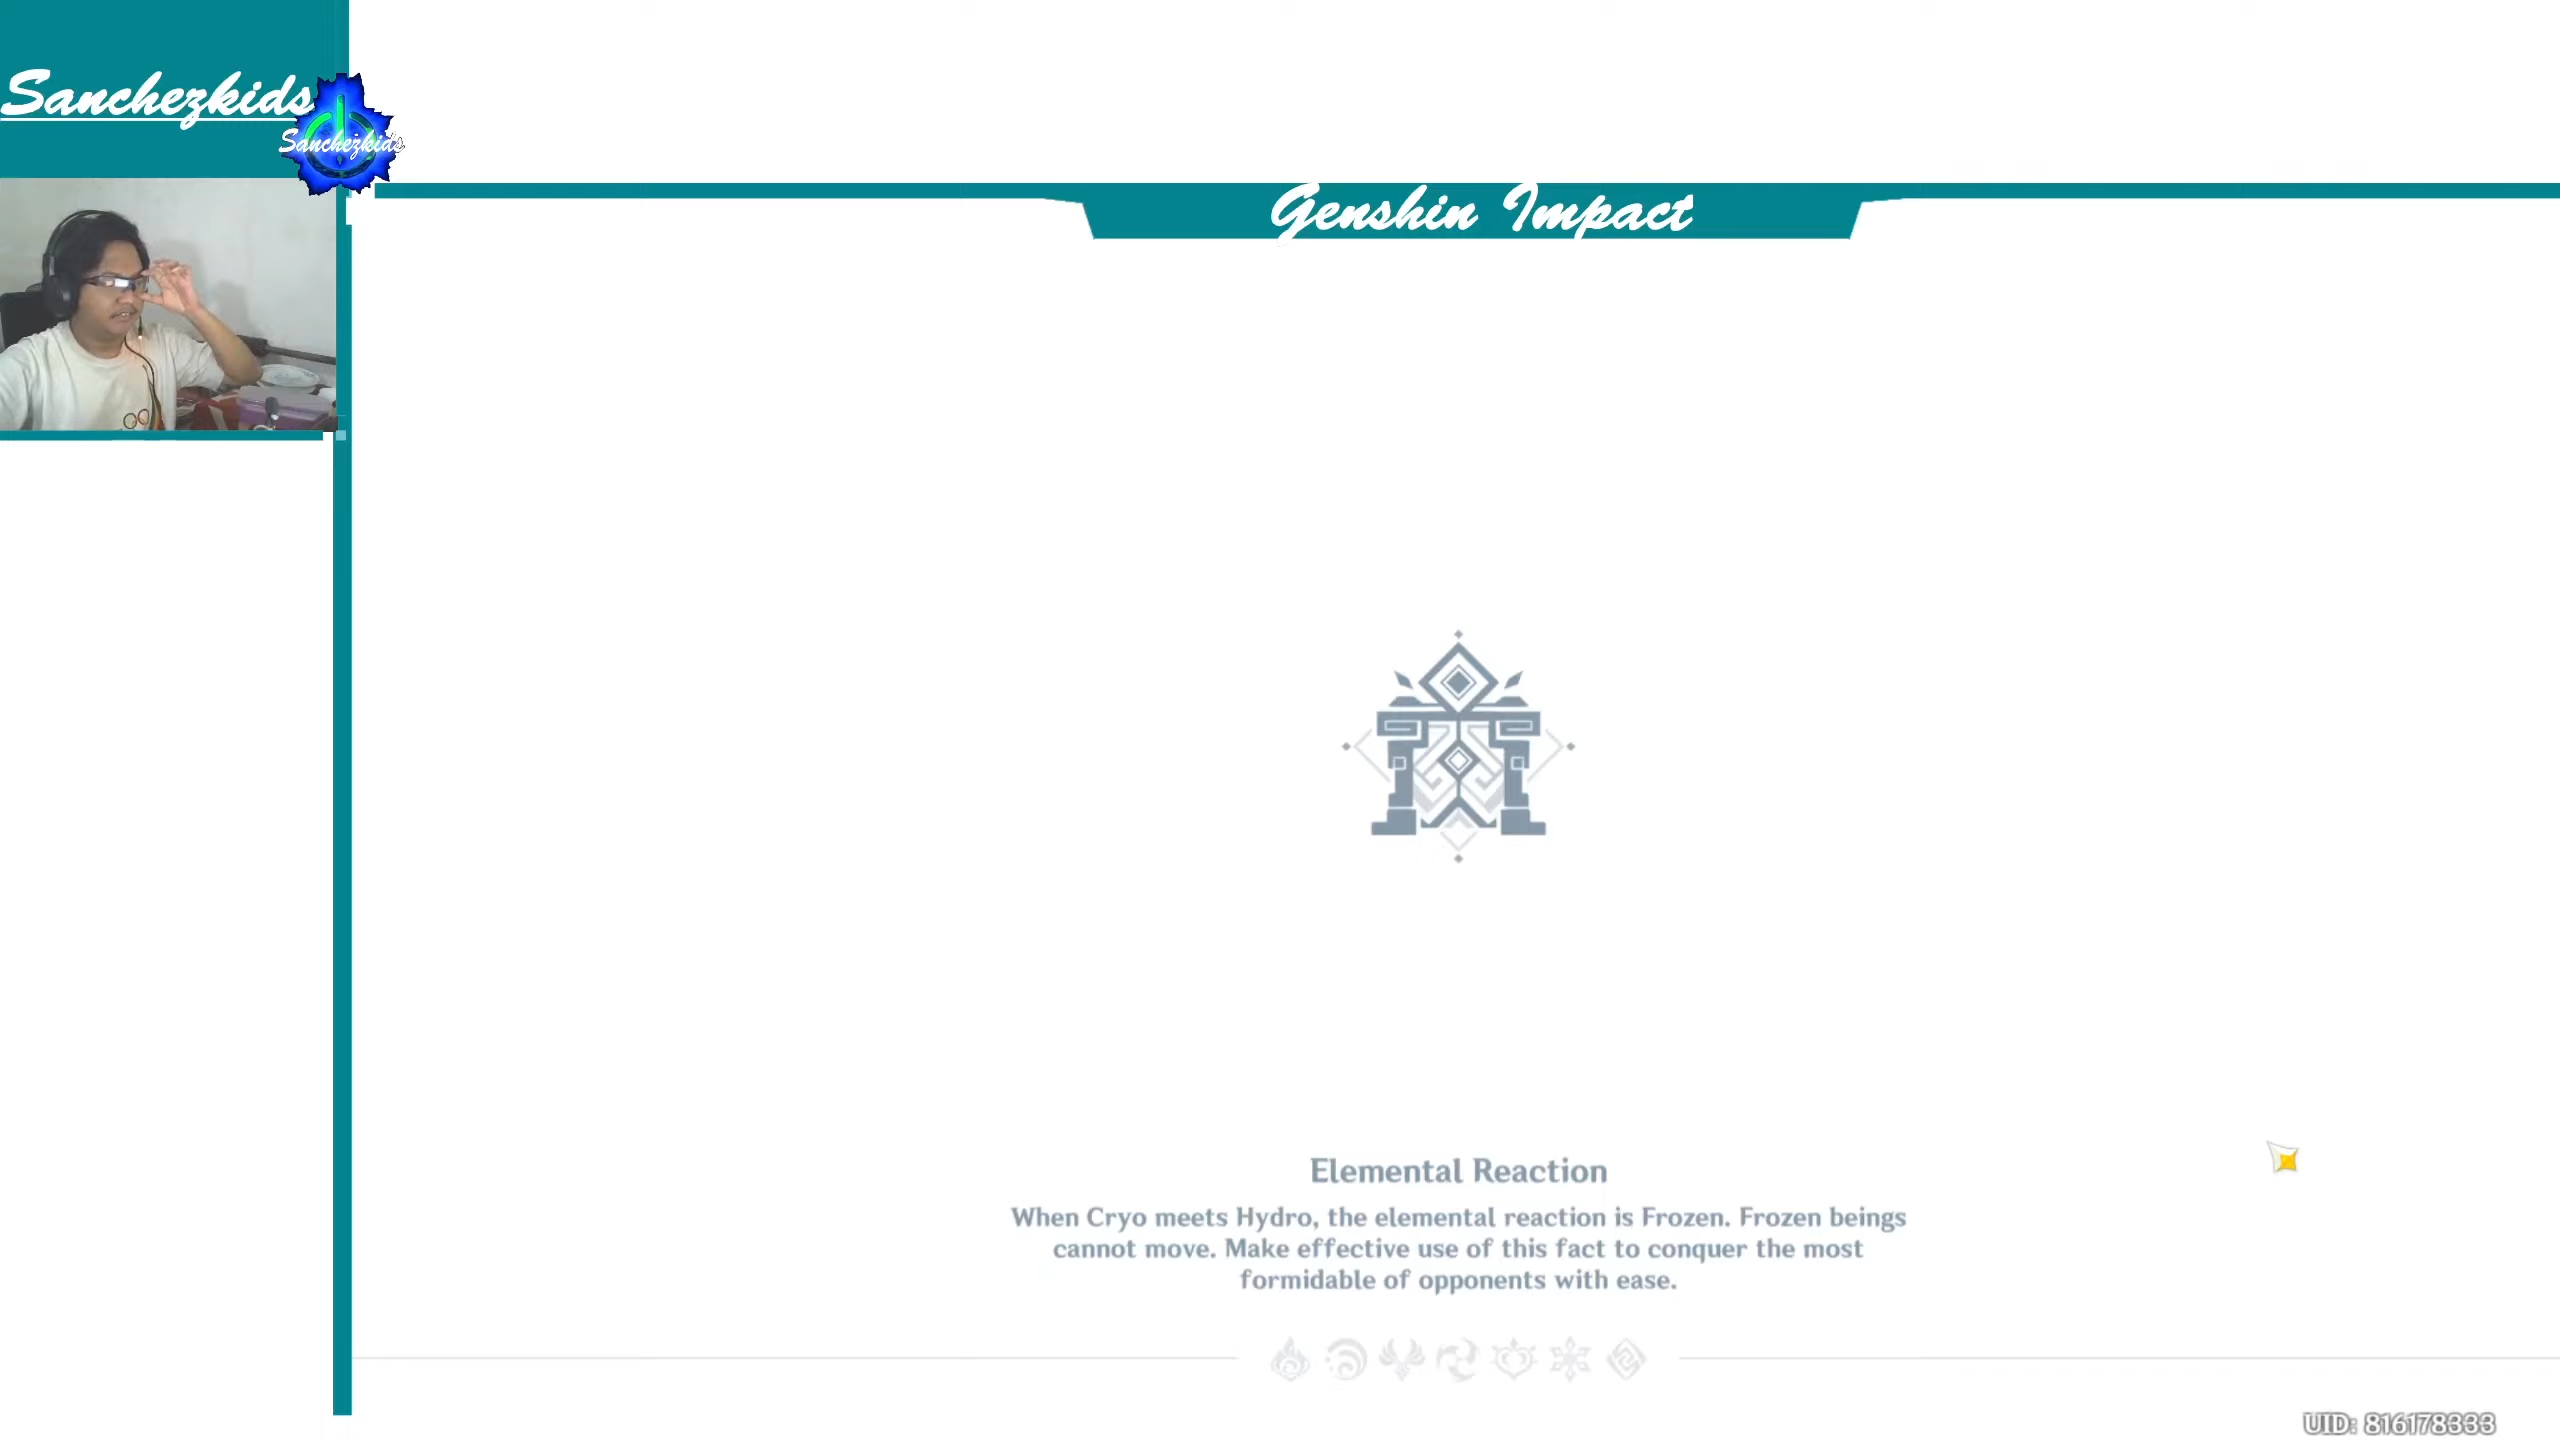 Sanchezkids
Sanchezkids
Genshin Impact
Elemental Reaction
When Cryo meets Hydro, the elemental reaction is Frozen. Frozen beings
cannot move. Make effective use of this fact to conquer the most
formidable of opponents with ease.
UID: 816178333